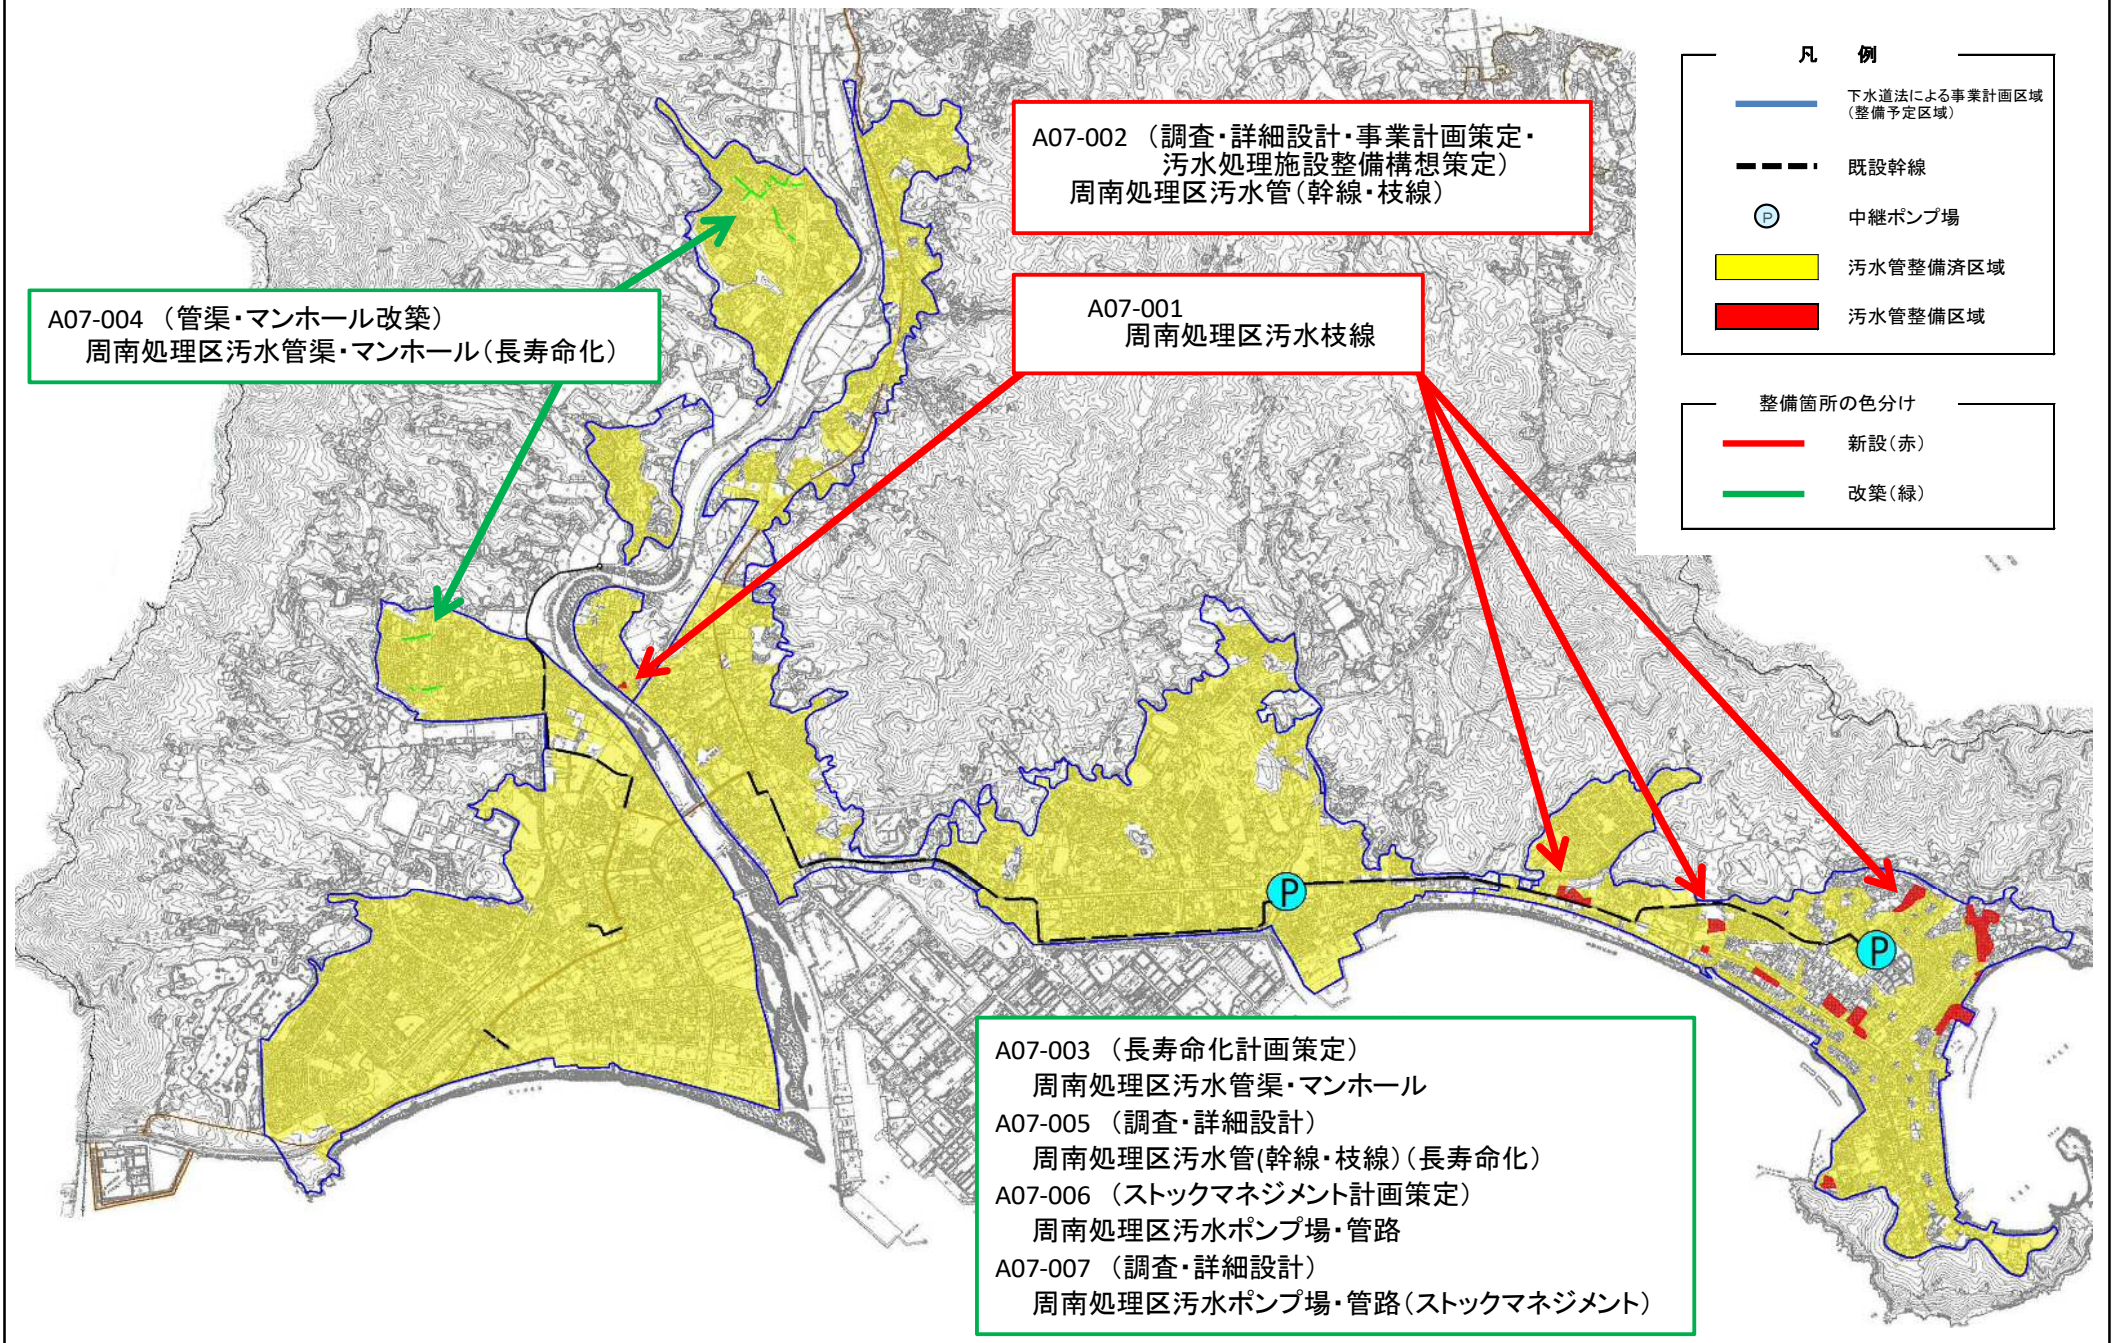 凡 例
下水道法による事業計画区域
(整備予定区域)
既設幹線
P
中継ポンプ場
汚水管整備済区域
汚水管整備区域
整備箇所の色分け
新設(赤)
改築(緑)
A07-002 (調査・詳細設計・事業計画策定・
汚水処理施設整備構想策定)
周南処理区汚水管(幹線・枝線)
A07-001
周南処理区汚水枝線
A07-004 (管渠・マンホール改築)
周南処理区汚水管渠・マンホール(長寿命化)
P
P
A07-003 (長寿命化計画策定)
周南処理区汚水管渠・マンホール
A07-005 (調査・詳細設計)
周南処理区汚水管(幹線・枝線)(長寿命化)
A07-006 (ストックマネジメント計画策定)
周南処理区汚水ポンプ場・管路
A07-007 (調査・詳細設計)
周南処理区汚水ポンプ場・管路(ストックマネジメント)